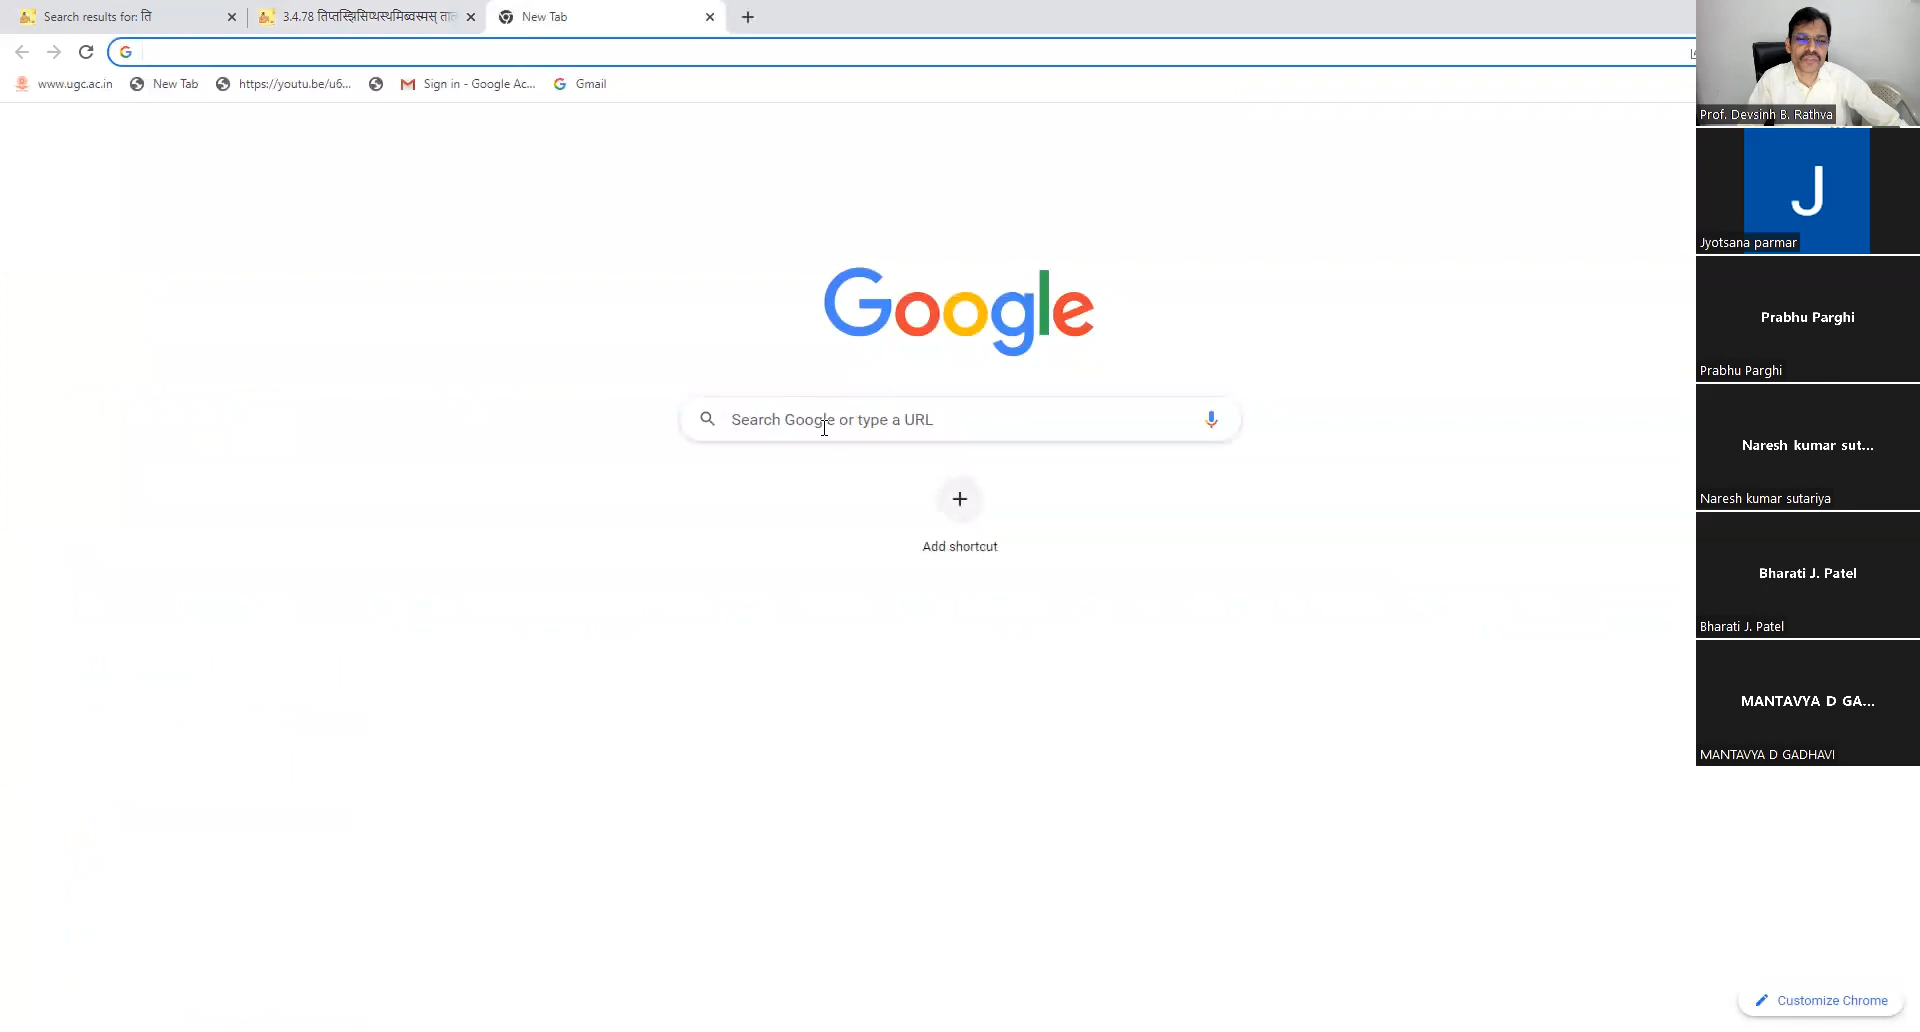 Search results for: ति
3.4.78 तिप्तस्झिसिप्थस्थमिब्वस्मस् ता
New Tab
www.ugc.ac.in
New Tab
https://youtu.be/u6...
Sign in - Google Ac...
Gmail
Google
Search Google or type a URL
Add shortcut
Customize Chrome
Prof. Devsinh B. Rathva
J
Jyotsana parmar
Prabhu Parghi
Prabhu Parghi
Naresh kumar sut...
Naresh kumar sutariya
Bharati J. Patel
Bharati J. Patel
MANTAVYA D GA...
MANTAVYA D GADHAVI